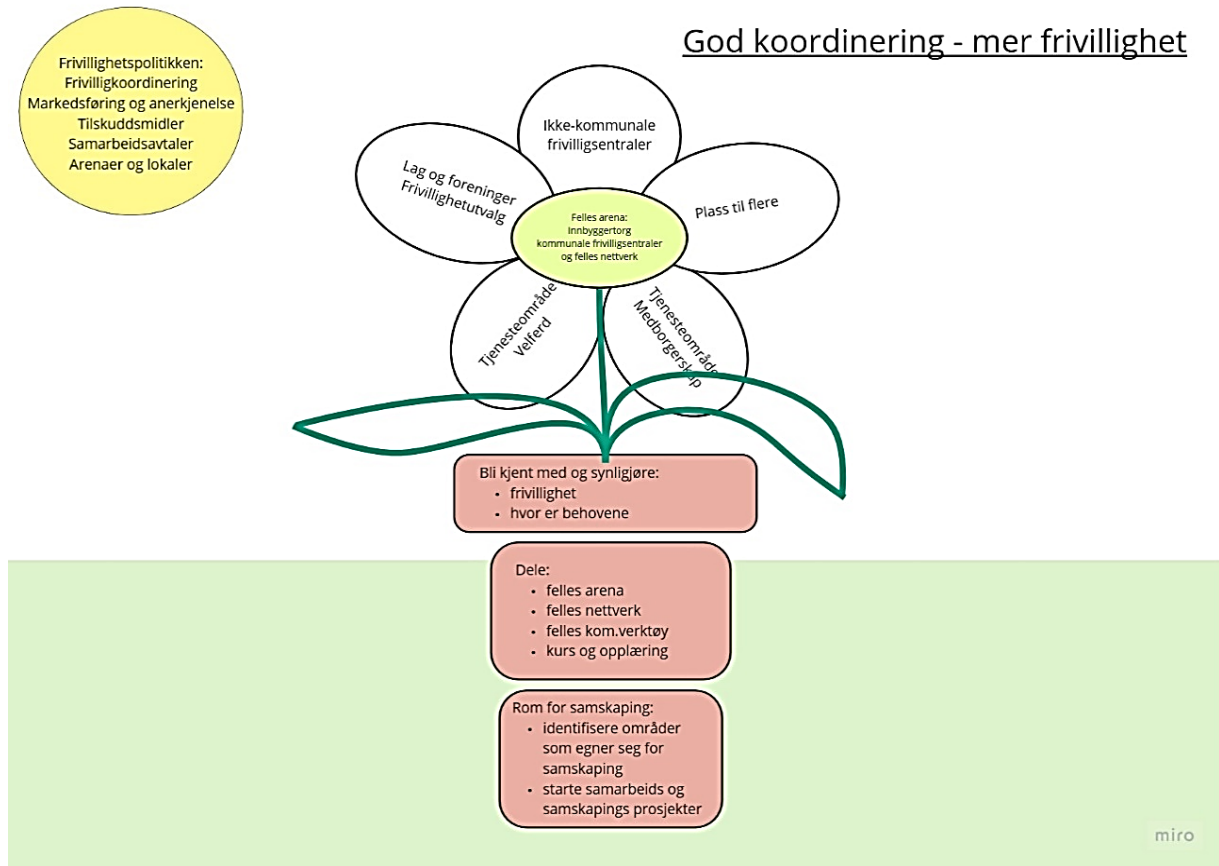 God koordinering - mer frivillighet
Frivillighetspolitikken:
Frivilligkoordinering
Markedsføring og anerkjenelse
Tilskuddsmidler
Samarbeidsavtaler
Arenaer og lokaler
Ikke-kommunale
frivilligsentraler
Lag og foreninger
Frivillighetutvalg
Plass til flere
Felles arena:
Innbyggertorg
kommunale frivilligsentraler
og felles nettverk
Tjenesteområde
Velferd
Tjenesteområde
Medborgerskap
Bli kjent med og synligjøre:
• frivillighet
• hvor er behovene
Dele:
• felles arena
• felles nettverk
• felles kom.verktøy
• kurs og opplæring
Rom for samskaping:
• identifisere områder
som egner seg for
samskaping
• starte samarbeids og
samskapings prosjekter
miro